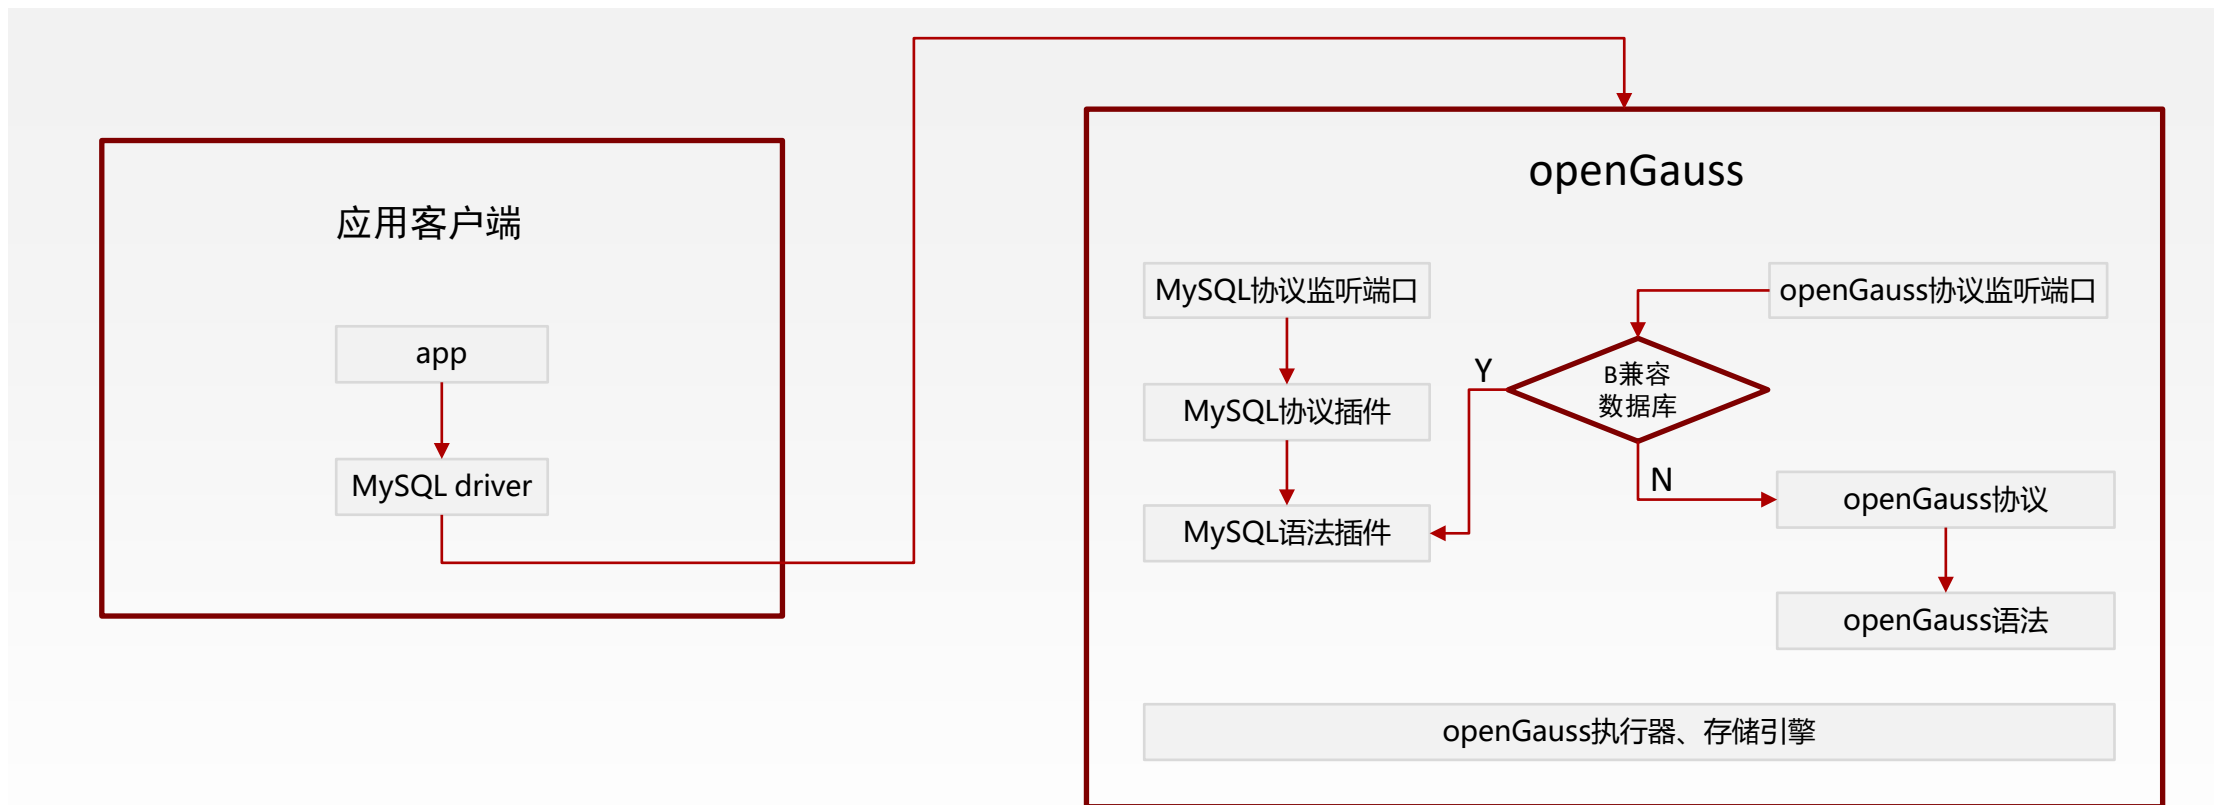 应用客户端
app
MySQL driver
openGauss
MySQL协议监听端口
openGauss协议监听端口
B兼容
数据库
Y
MySQL协议插件
N
openGauss协议
MySQL语法插件
openGauss语法
openGauss执行器、存储引擎